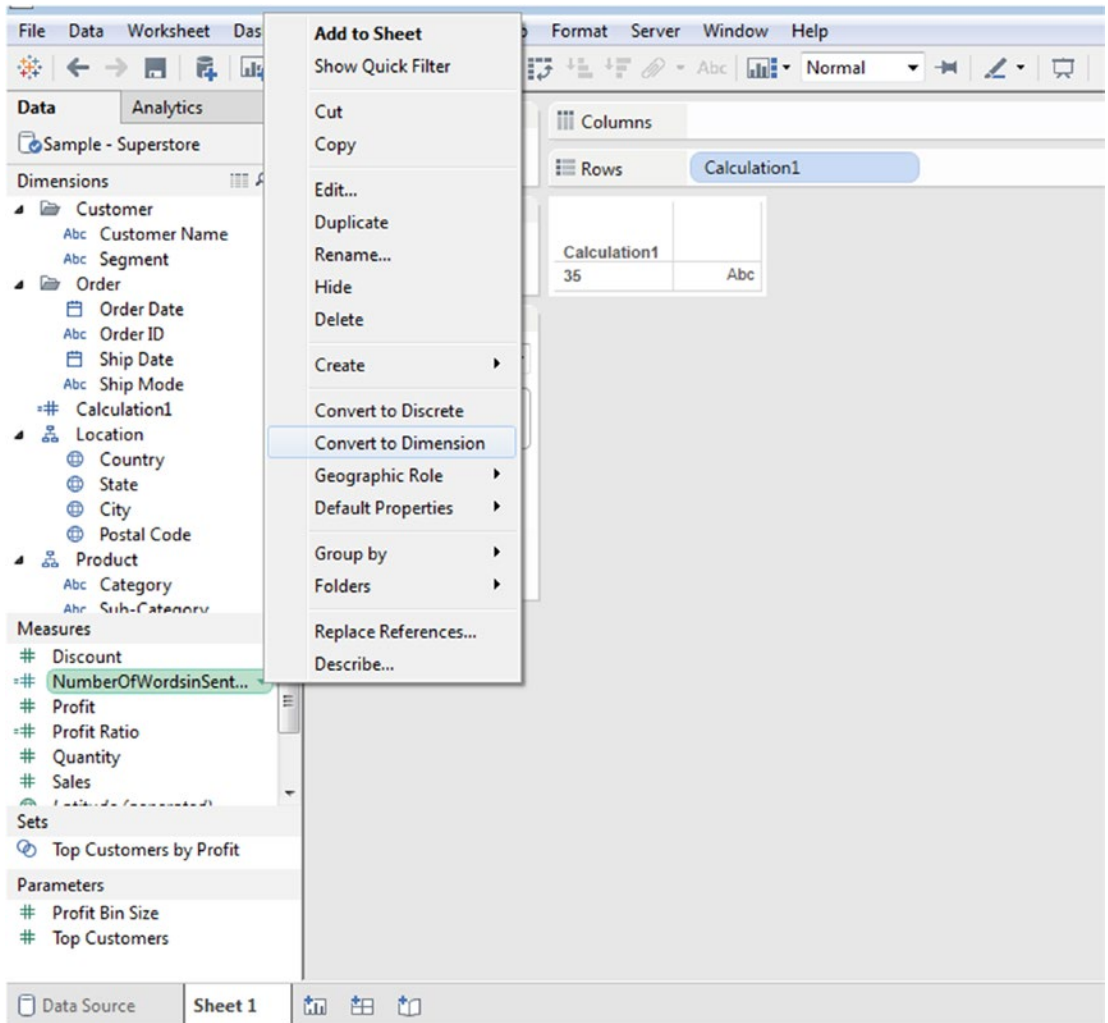 File Data Worksheet Das Format Server Window Help
Abc Normal
Data Analytics
Sample - Superstore
Dimensions
Customer
Abc Customer Name
Abc Segment
Order
Order Date
Abc Order ID
Ship Date
Abc Ship Mode
=# Calculation1
Location
Country
State
City
Postal Code
Product
Abc Category
Abc Sub-Category
Measures
# Discount
=# NumberOfWordsinSent...
# Profit
=# Profit Ratio
# Quantity
# Sales
Latitude (generated)
Sets
Top Customers by Profit
Parameters
# Profit Bin Size
# Top Customers
Data Source Sheet 1
Add to Sheet
Show Quick Filter
Cut
Copy
Edit...
Duplicate
Rename...
Hide
Delete
Create
Convert to Discrete
Convert to Dimension
Geographic Role
Default Properties
Group by
Folders
Replace References...
Describe...
Columns
Rows Calculation1
Calculation1
35 Abc